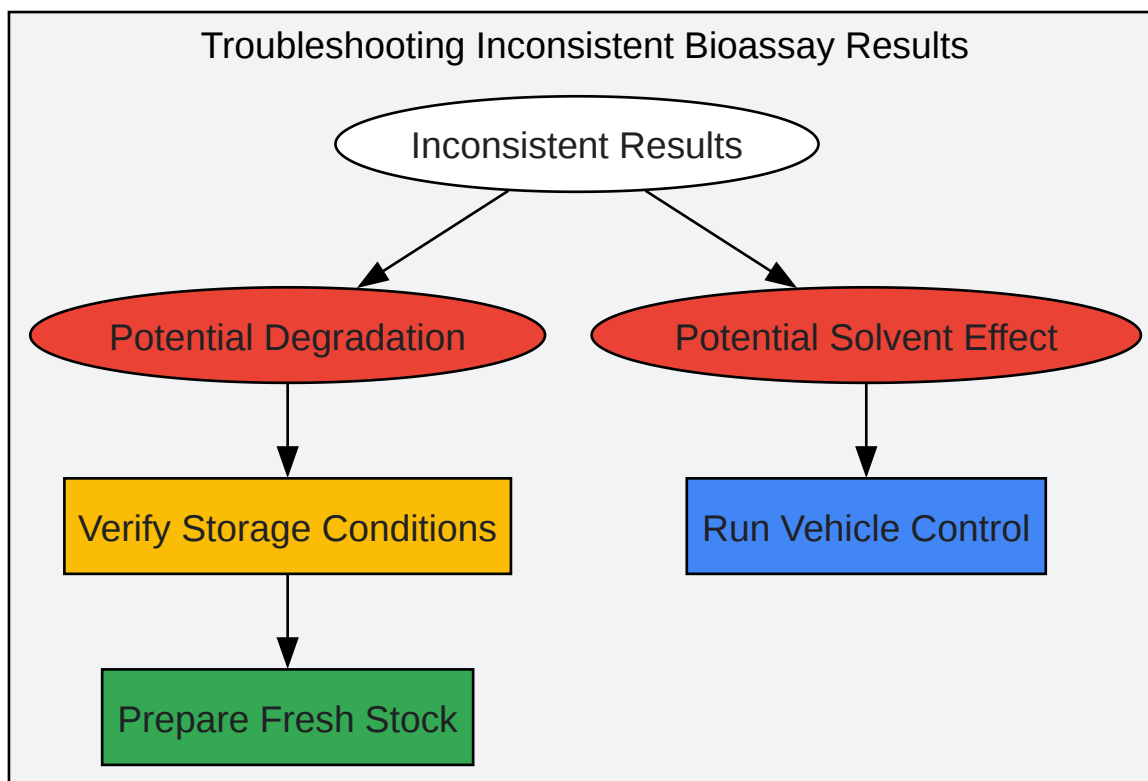 Troubleshooting Inconsistent Bioassay Results
Inconsistent Results
Potential Degradation
Potential Solvent Effect
Verify Storage Conditions
Run Vehicle Control
Prepare Fresh Stock